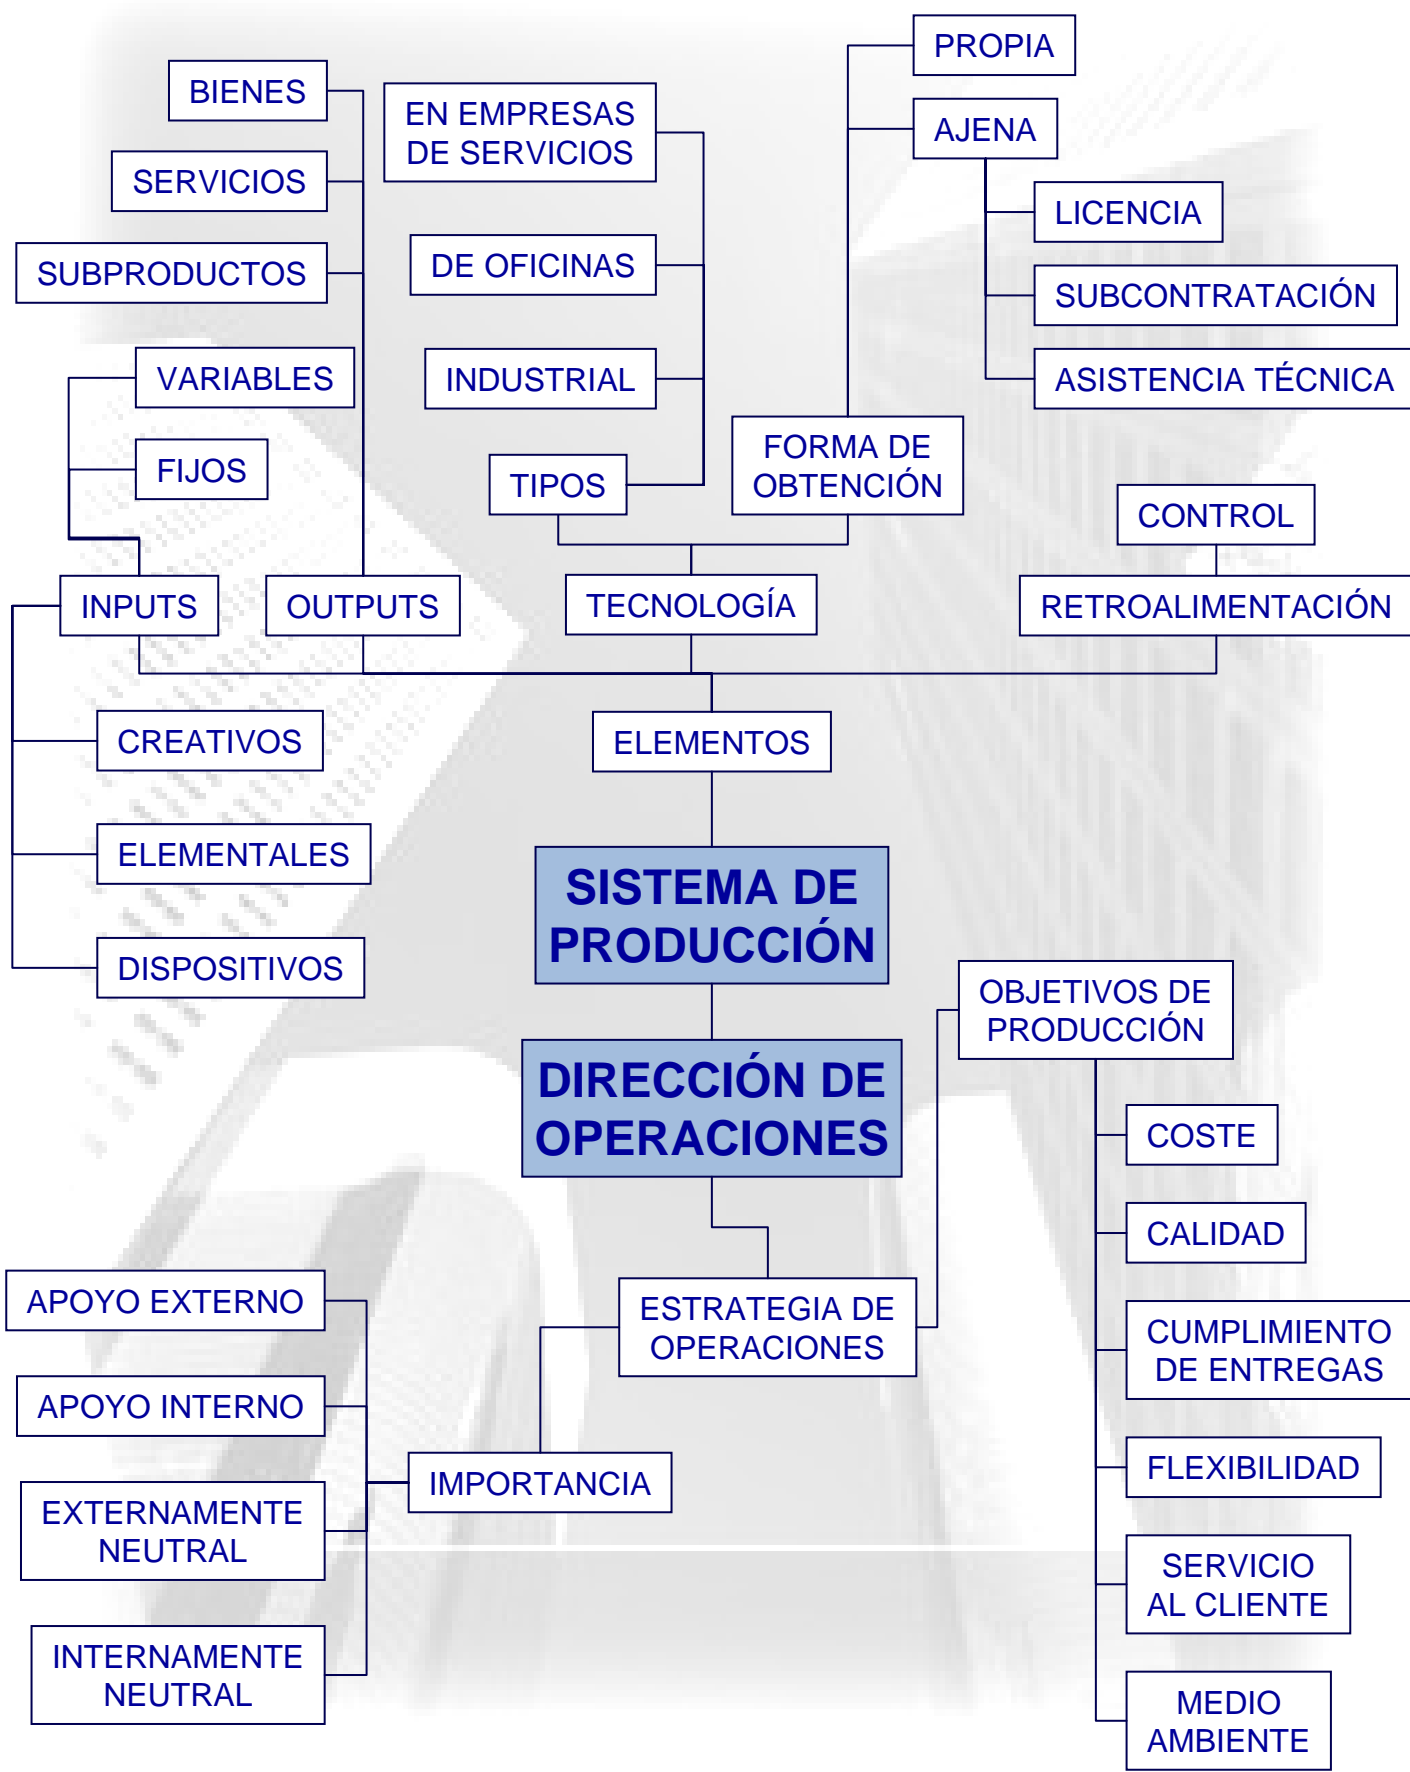 PROPIA
BIENES
EN EMPRESAS
DE SERVICIOS
AJENA
SERVICIOS
LICENCIA
SUBPRODUCTOS
DE OFICINAS
SUBCONTRATACIÓN
VARIABLES
INDUSTRIAL
ASISTENCIA TÉCNICA
FIJOS
TIPOS
FORMA DE
OBTENCIÓN
CONTROL
INPUTS
OUTPUTS
TECNOLOGÍA
RETROALIMENTACIÓN
CREATIVOS
ELEMENTOS
ELEMENTALES
SISTEMA DE
PRODUCCIÓN
DISPOSITIVOS
OBJETIVOS DE
PRODUCCIÓN
DIRECCIÓN DE
OPERACIONES
COSTE
CALIDAD
APOYO EXTERNO
ESTRATEGIA DE
OPERACIONES
CUMPLIMIENTO
DE ENTREGAS
APOYO INTERNO
IMPORTANCIA
FLEXIBILIDAD
EXTERNAMENTE
NEUTRAL
SERVICIO
AL CLIENTE
INTERNAMENTE
NEUTRAL
MEDIO
AMBIENTE